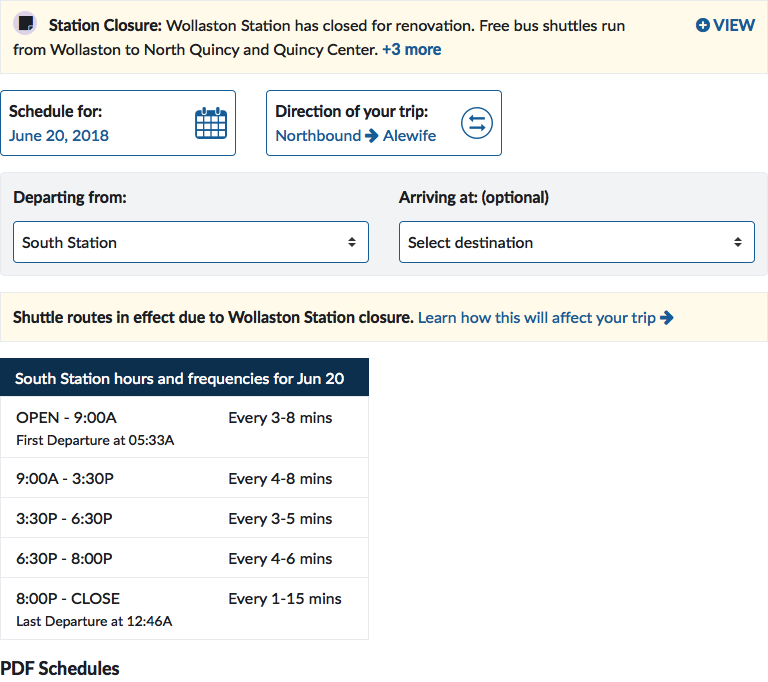 Station Closure: Wollaston Station has closed for renovation. Free bus shuttles run
from Wollaston to North Quincy and Quincy Center. +3 more
VIEW
Schedule for:
June 20, 2018
Direction of your trip:
Northbound → Alewife
Departing from:
South Station
Arriving at: (optional)
Select destination
Shuttle routes in effect due to Wollaston Station closure. Learn how this will affect your trip →
South Station hours and frequencies for Jun 20
OPEN - 9:00A Every 3-8 mins
First Departure at 05:33A
9:00A - 3:30P Every 4-8 mins
3:30P - 6:30P Every 3-5 mins
6:30P - 8:00P Every 4-6 mins
8:00P - CLOSE Every 1-15 mins
Last Departure at 12:46A
PDF Schedules